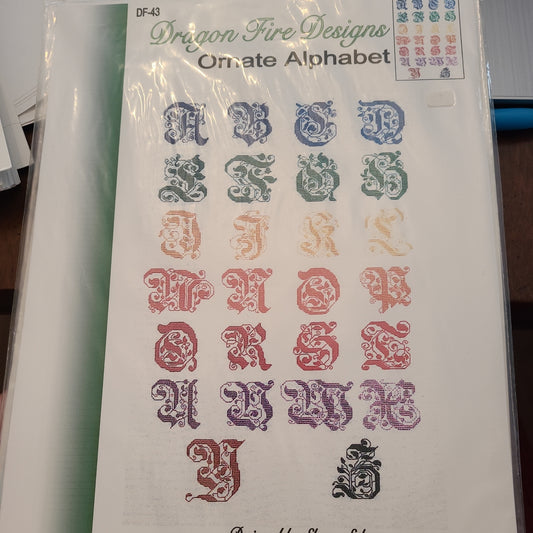 DF-43
Dragon Fire Designs
Ornate Alphabet
A B C D
E F G H
I J K L
M N O P
Q R S T
U V W X
Y Z